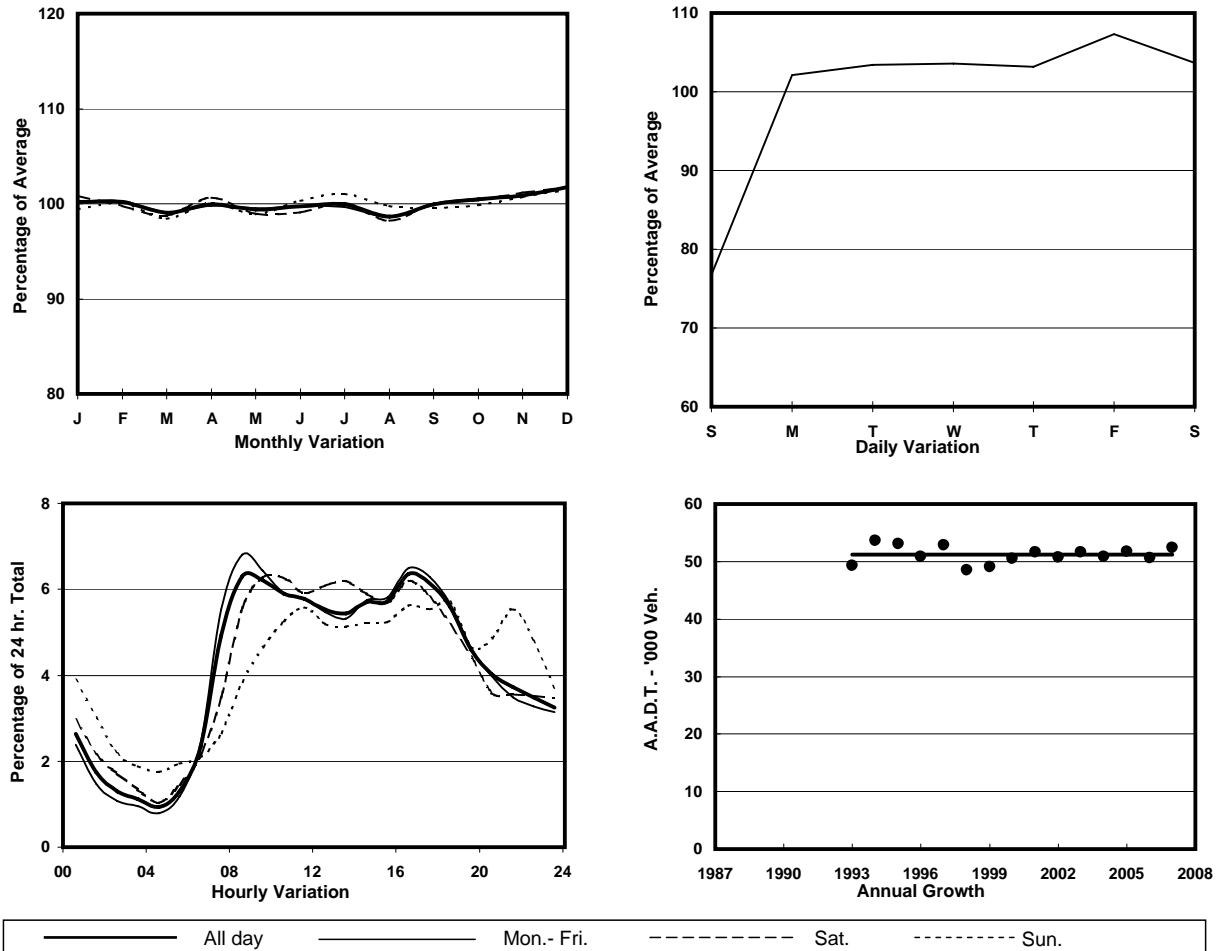 120
110
100
90
80
Percentage of Average
J F M A M J J A S O N D
Monthly Variation
110
100
90
80
70
60
Percentage of Average
S M T W T F S
Daily Variation
8
6
4
2
0
Percentage of 24 hr. Total
00 04 08 12 16 20 24
Hourly Variation
60
50
40
30
20
10
0
A.A.D.T. - '000 Veh.
1987 1990 1993 1996 1999 2002 2005 2008
Annual Growth
All day Mon.- Fri. Sat. Sun.